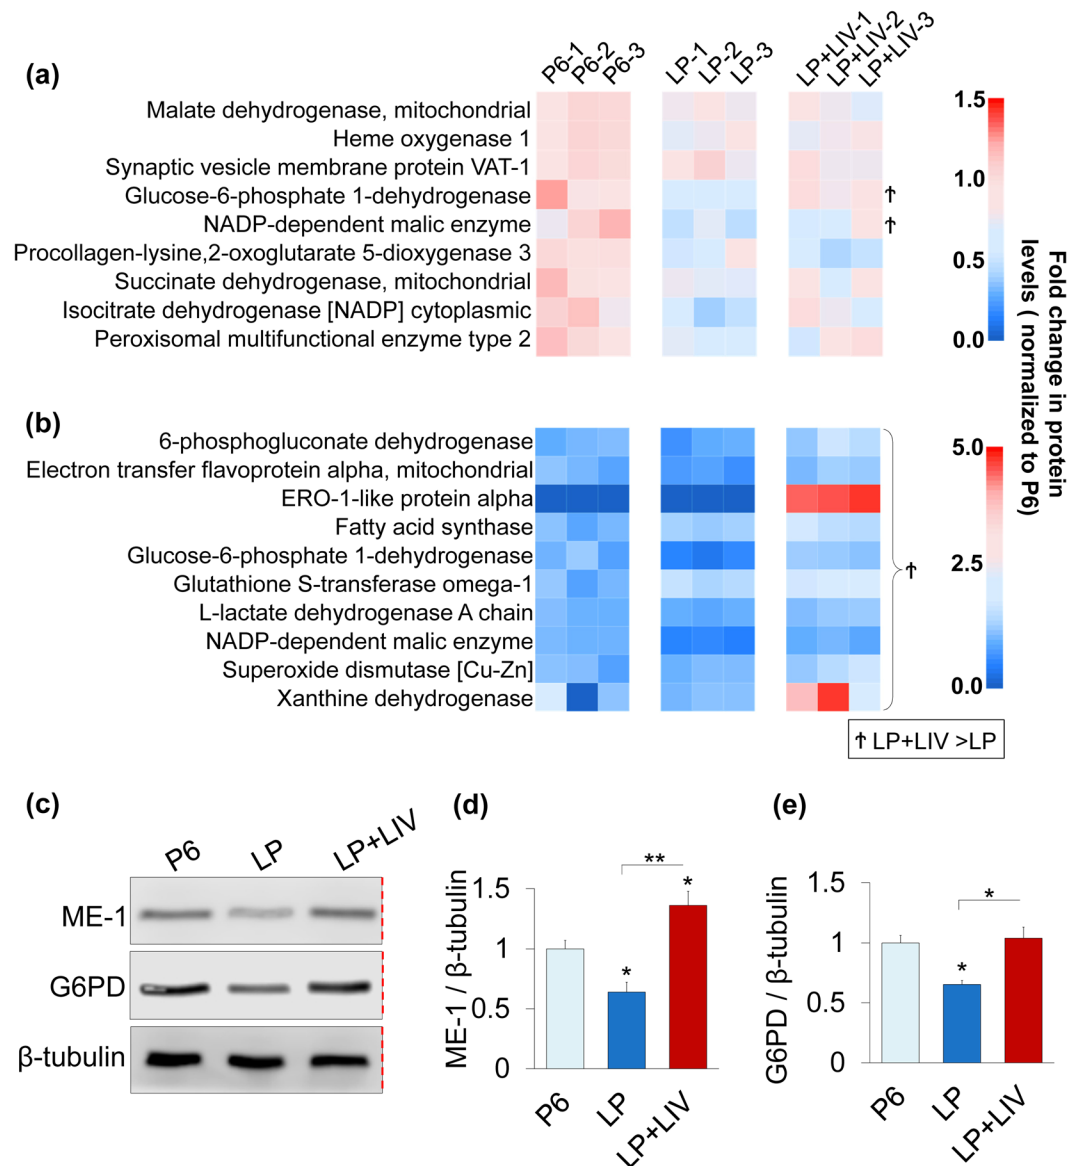 (a)
P6-1 P6-2 P6-3 LP-1 LP-2 LP-3 LP+LIV-1 LP+LIV-2 LP+LIV-3
Malate dehydrogenase, mitochondrial
Heme oxygenase 1
Synaptic vesicle membrane protein VAT-1
Glucose-6-phosphate 1-dehydrogenase ☥
NADP-dependent malic enzyme ☥
Procollagen-lysine,2-oxoglutarate 5-dioxygenase 3
Succinate dehydrogenase, mitochondrial
Isocitrate dehydrogenase [NADP] cytoplasmic
Peroxisomal multifunctional enzyme type 2
1.5
1.0
0.5
0.0
Fold change in protein
levels ( normalized to P6)
(b)
6-phosphogluconate dehydrogenase
Electron transfer flavoprotein alpha, mitochondrial
ERO-1-like protein alpha
Fatty acid synthase
Glucose-6-phosphate 1-dehydrogenase
Glutathione S-transferase omega-1
L-lactate dehydrogenase A chain
NADP-dependent malic enzyme
Superoxide dismutase [Cu-Zn]
Xanthine dehydrogenase
☥
5.0
2.5
0.0
☥ LP+LIV >LP
(c)
P6 LP LP+LIV
ME-1
G6PD
β-tubulin
(d)
ME-1 / β-tubulin
1.5
1
0.5
0
*
**
*
P6 LP LP+LIV
(e)
G6PD / β-tubulin
1.5
1
0.5
0
*
*
P6 LP LP+LIV